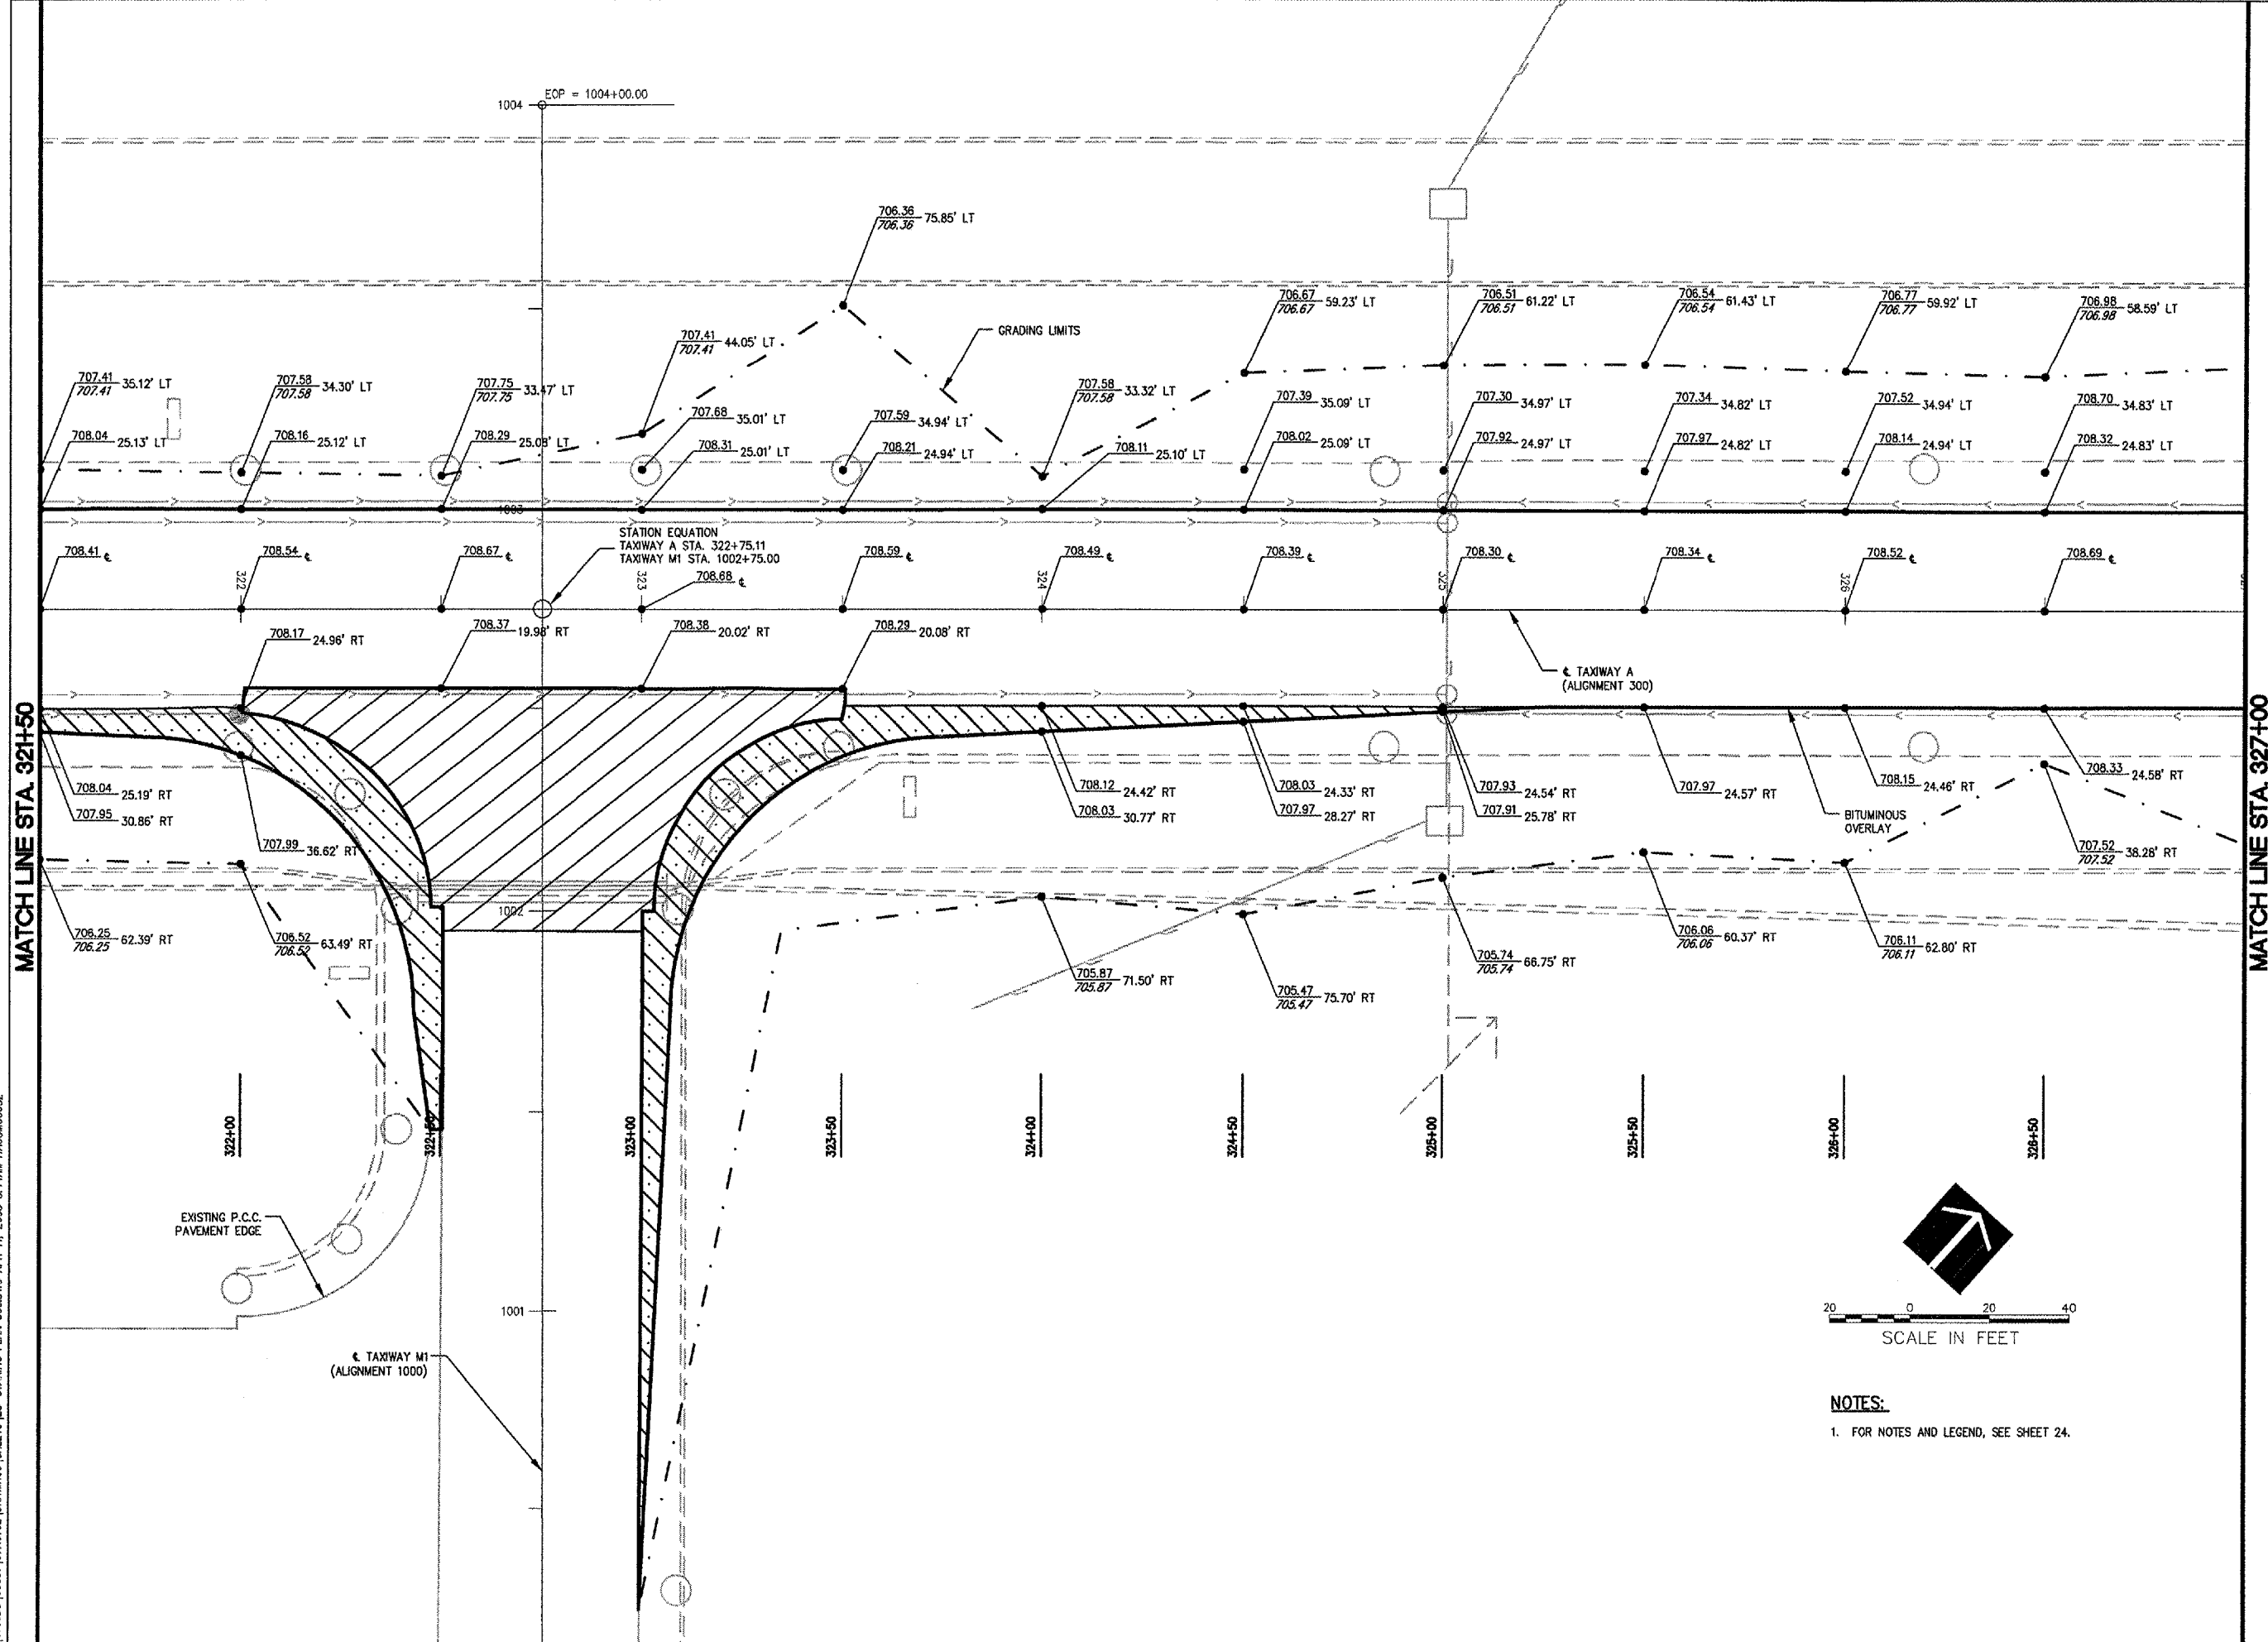 EOP = 1004+00.00
1004
706.36 75.85' LT
706.36
706.67 59.23' LT
706.67
706.51 61.22' LT
706.51
706.54 61.43' LT
706.54
706.77 59.92' LT
706.77
706.98 58.59' LT
706.98
GRADING LIMITS
707.41 44.05' LT
707.41
707.41 35.12' LT
707.41
707.58 34.30' LT
707.58
707.75 33.47' LT
707.75
707.68 35.01' LT
707.59 34.94' LT
707.58 33.32' LT
707.58
707.39 35.09' LT
707.30 34.97' LT
707.34 34.82' LT
707.52 34.94' LT
708.70 34.83' LT
708.04 25.13' LT
708.16 25.12' LT
708.29 25.08' LT
708.31 25.01' LT
708.21 24.94' LT
708.11 25.10' LT
708.02 25.09' LT
707.92 24.97' LT
707.97 24.82' LT
708.14 24.94' LT
708.32 24.83' LT
1003
STATION EQUATION
TAXIWAY A STA. 322+75.11
TAXIWAY M1 STA. 1002+75.00
708.41 ℄
708.54 ℄
708.67 ℄
708.68 ℄
708.59 ℄
708.49 ℄
708.39 ℄
708.30 ℄
708.34 ℄
708.52 ℄
708.69 ℄
322
323
324
325
326
708.17 24.96' RT
708.37 19.98' RT
708.38 20.02' RT
708.29 20.08' RT
℄ TAXIWAY A
(ALIGNMENT 300)
MATCH LINE STA. 321+50
MATCH LINE STA. 327+00
708.04 25.19' RT
707.95 30.86' RT
707.99 36.62' RT
708.12 24.42' RT
708.03 30.77' RT
708.03 24.33' RT
707.97 28.27' RT
707.93 24.54' RT
707.91 25.78' RT
707.97 24.57' RT
708.15 24.46' RT
708.33 24.58' RT
BITUMINOUS
OVERLAY
707.52 38.28' RT
707.52
1002
706.25 62.39' RT
706.25
706.52 63.49' RT
706.52
705.87 71.50' RT
705.87
705.47 75.70' RT
705.47
705.74 66.75' RT
705.74
706.06 60.37' RT
706.06
706.11 62.80' RT
706.11
322+00
322+50
323+00
323+50
324+00
324+50
325+00
325+50
326+00
326+50
EXISTING P.C.C.
PAVEMENT EDGE
1001
℄ TAXIWAY M1
(ALIGNMENT 1000)
20 0 20 40
SCALE IN FEET
NOTES:
1. FOR NOTES AND LEGEND, SEE SHEET 24.